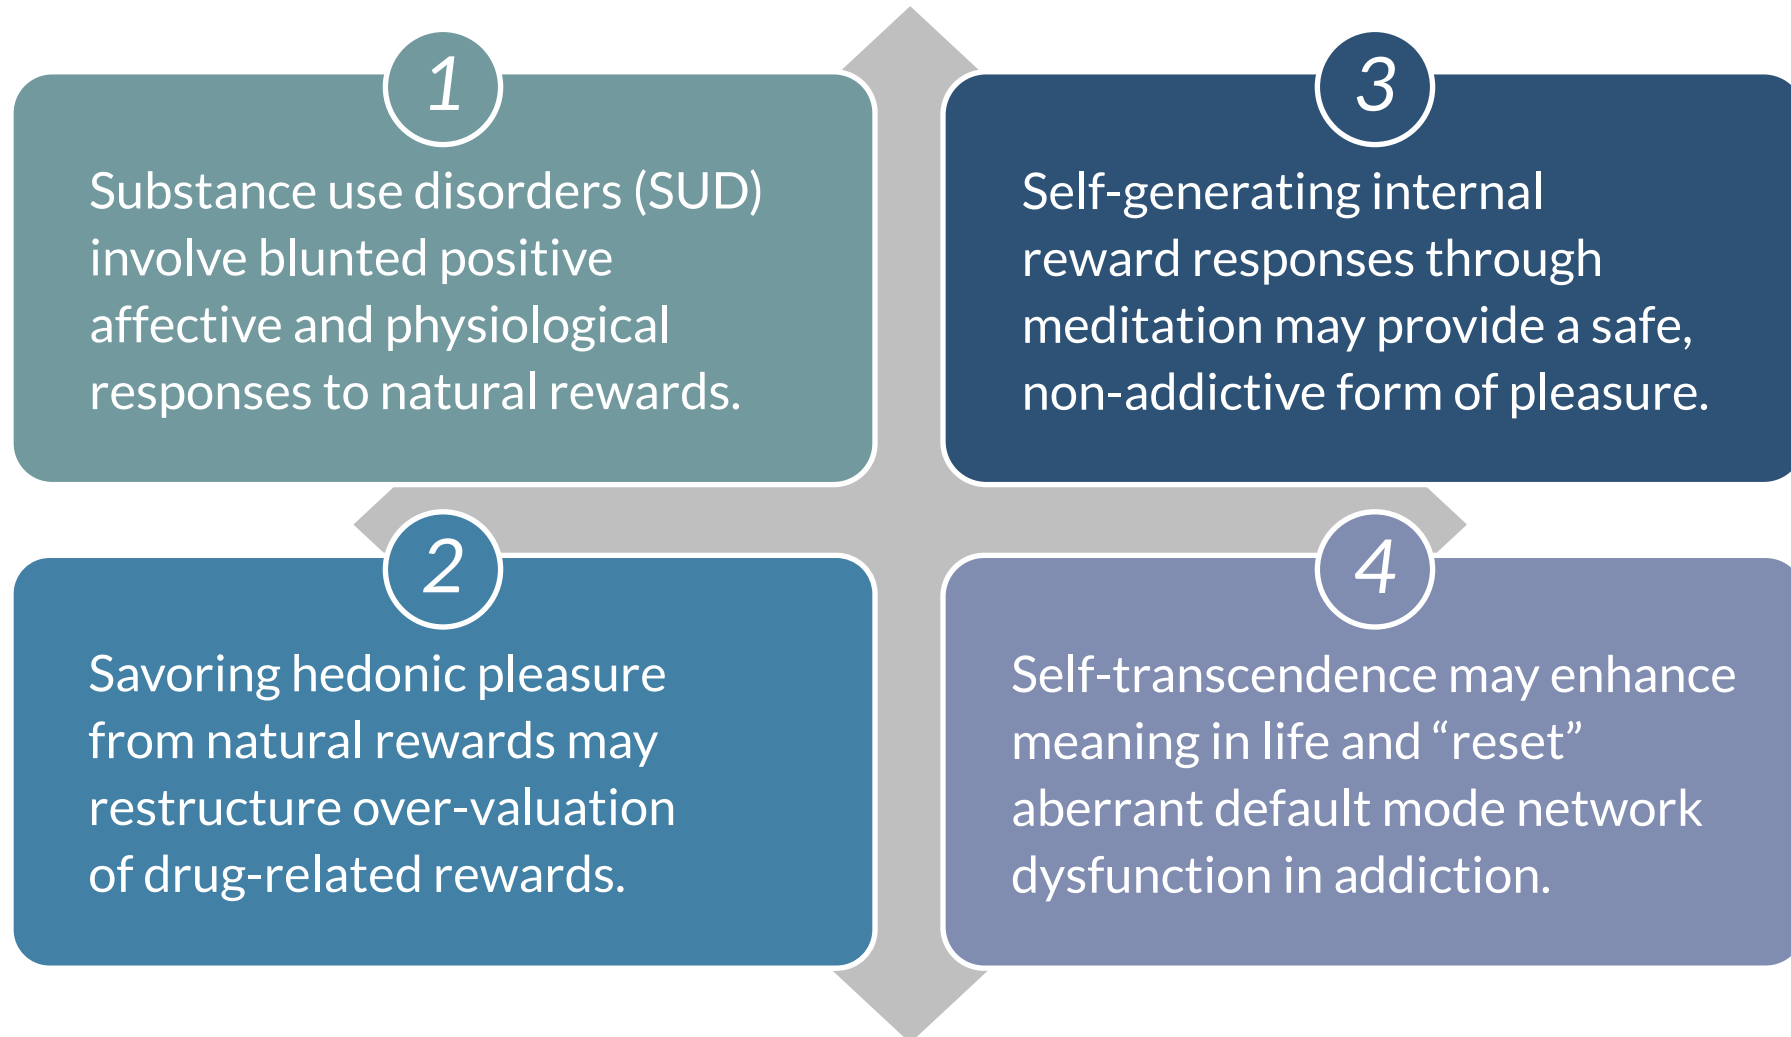 1
Substance use disorders (SUD)
involve blunted positive
affective and physiological
responses to natural rewards.
2
Savoring hedonic pleasure
from natural rewards may
restructure over-valuation
of drug-related rewards.
3
Self-generating internal
reward responses through
meditation may provide a safe,
non-addictive form of pleasure.
4
Self-transcendence may enhance
meaning in life and “reset”
aberrant default mode network
dysfunction in addiction.